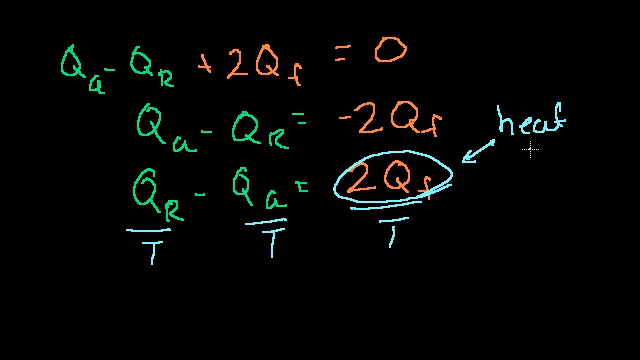 Qa - QR + 2Qf = 0
Qa - QR = -2Qf
heat
QR - Qa = 2Qf
T T T